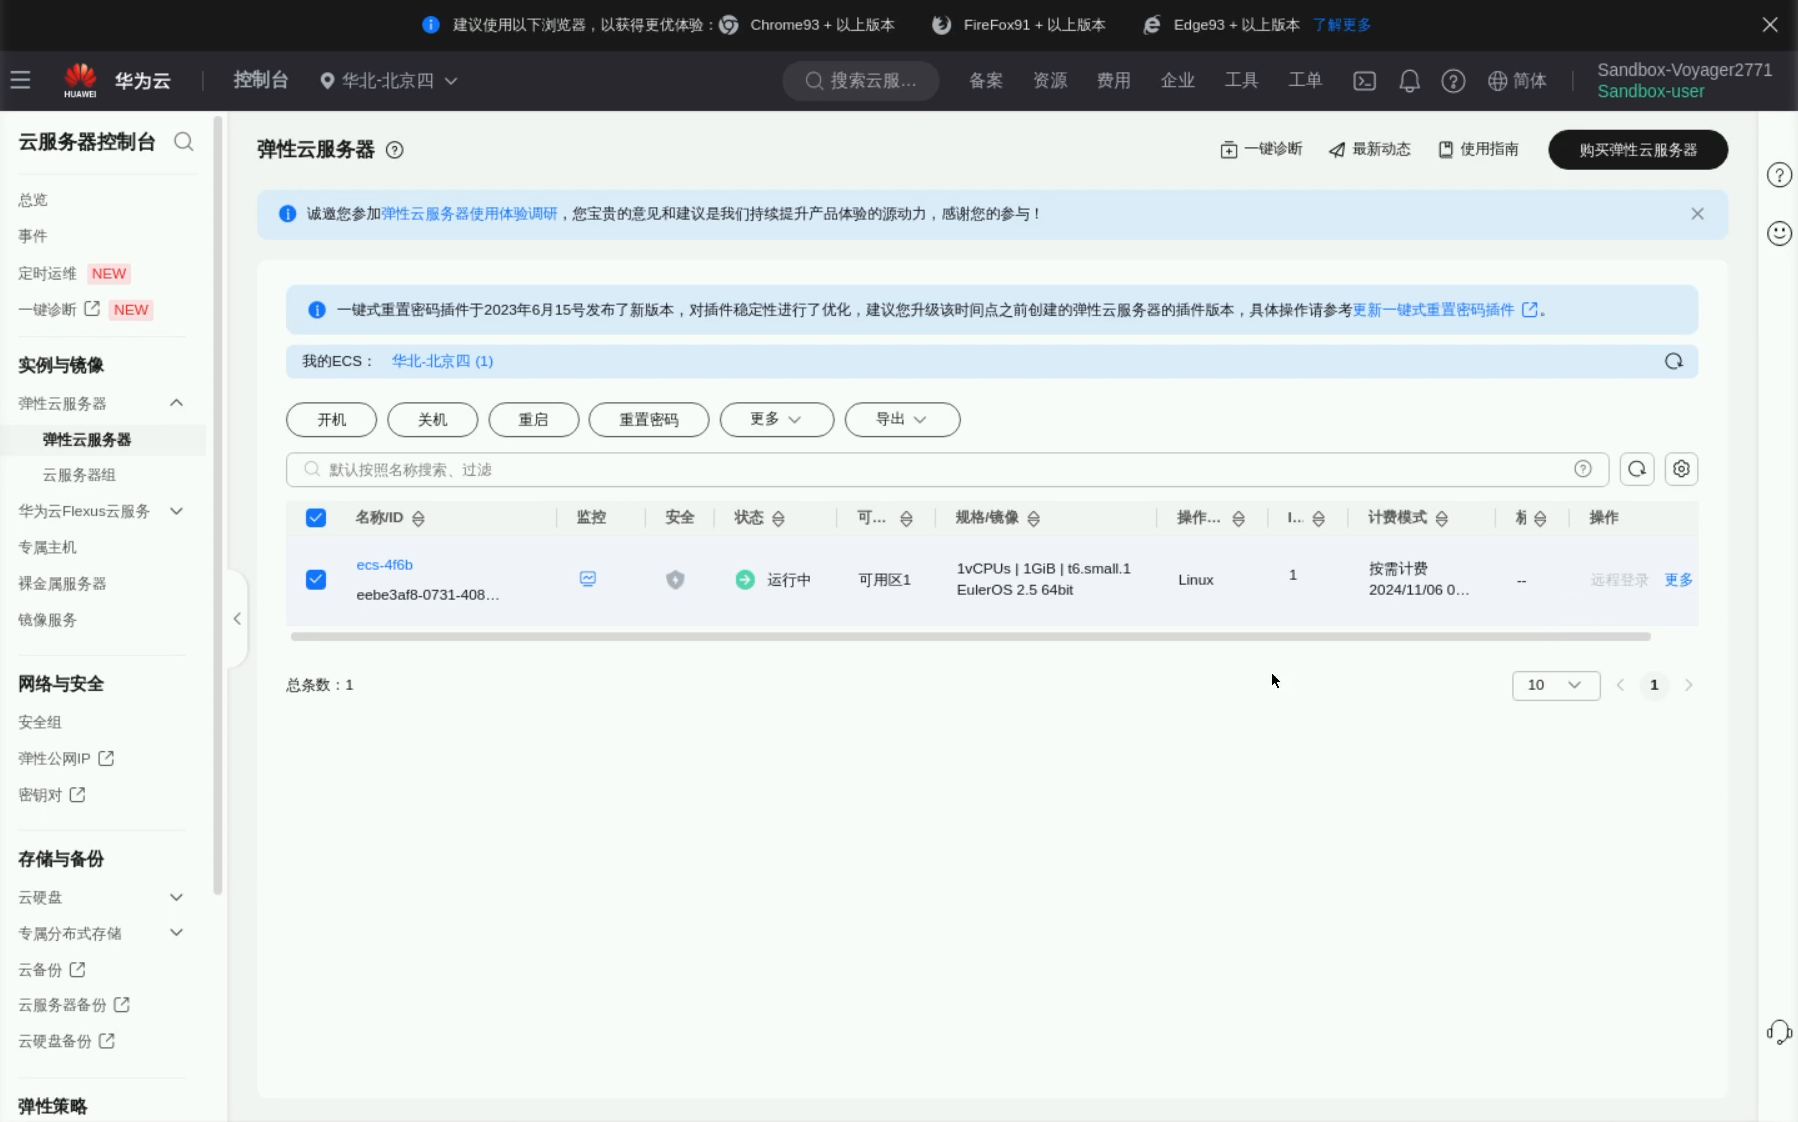 建议使用以下浏览器，以获得更优体验： Chrome93 + 以上版本 FireFox91 + 以上版本 Edge93 + 以上版本 了解更多
HUAWEI 华为云 控制台 华北-北京四 搜索云服... 备案 资源 费用 企业 工具 工单 简体 Sandbox-Voyager2771
Sandbox-user
云服务器控制台
总览
事件
定时运维 NEW
一键诊断 NEW
实例与镜像
弹性云服务器
弹性云服务器
云服务器组
华为云Flexus云服务
专属主机
裸金属服务器
镜像服务
网络与安全
安全组
弹性公网IP
密钥对
存储与备份
云硬盘
专属分布式存储
云备份
云服务器备份
云硬盘备份
弹性策略
弹性云服务器 一键诊断 最新动态 使用指南 购买弹性云服务器
诚邀您参加弹性云服务器使用体验调研，您宝贵的意见和建议是我们持续提升产品体验的源动力，感谢您的参与！
一键式重置密码插件于2023年6月15号发布了新版本，对插件稳定性进行了优化，建议您升级该时间点之前创建的弹性云服务器的插件版本，具体操作请参考更新一键式重置密码插件 。
我的ECS： 华北-北京四 (1)
开机 关机 重启 重置密码 更多 导出
默认按照名称搜索、过滤
名称/ID 监控 安全 状态 可... 规格/镜像 操作... I... 计费模式 操作
ecs-4f6b
eebe3af8-0731-408...
运行中 可用区1
1vCPUs | 1GiB | t6.small.1
EulerOS 2.5 64bit
Linux 1
按需计费
2024/11/06 0...
-- 远程登录 更多
总条数：1 10 1